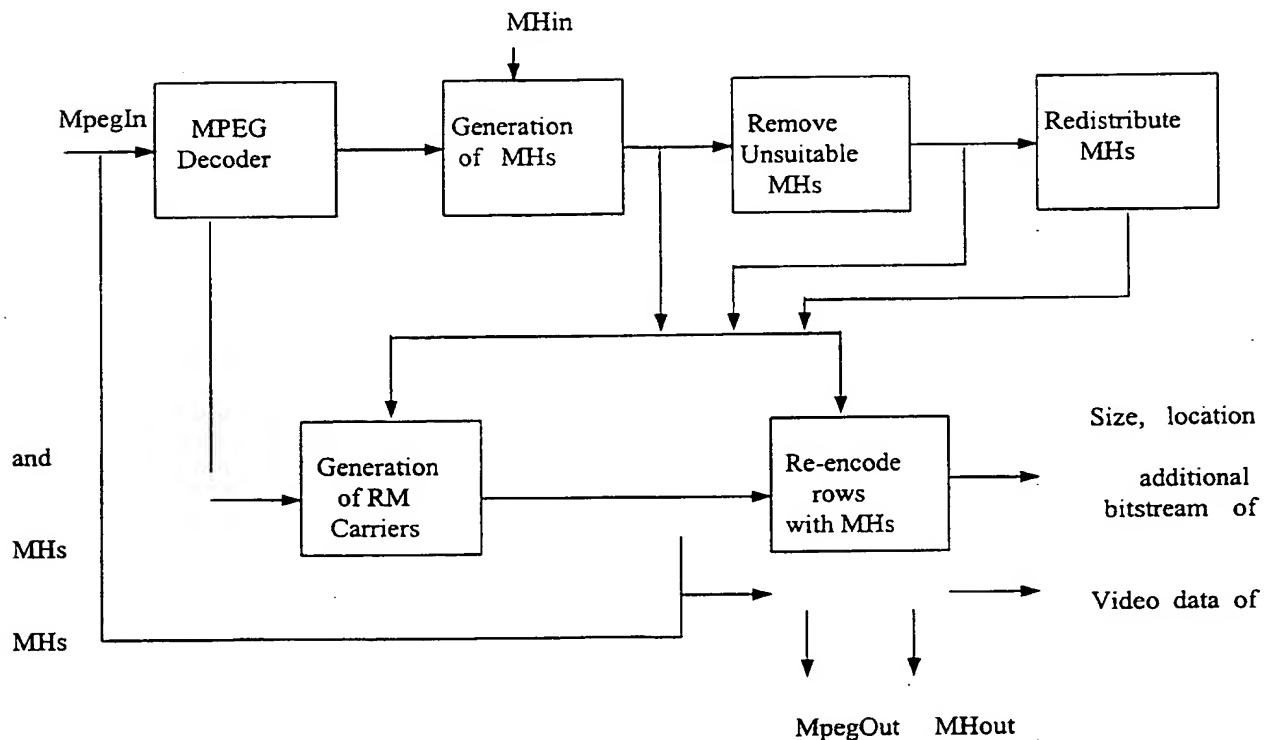 MHin
MpegIn
MPEG
Decoder
Generation
of MHs
Remove
Unsuitable
MHs
Redistribute
MHs
Generation
of RM
Carriers
Re-encode
rows
with MHs
Size, location
and
additional
bitstream of
MHs
Video data of
MHs
MpegOut MHout